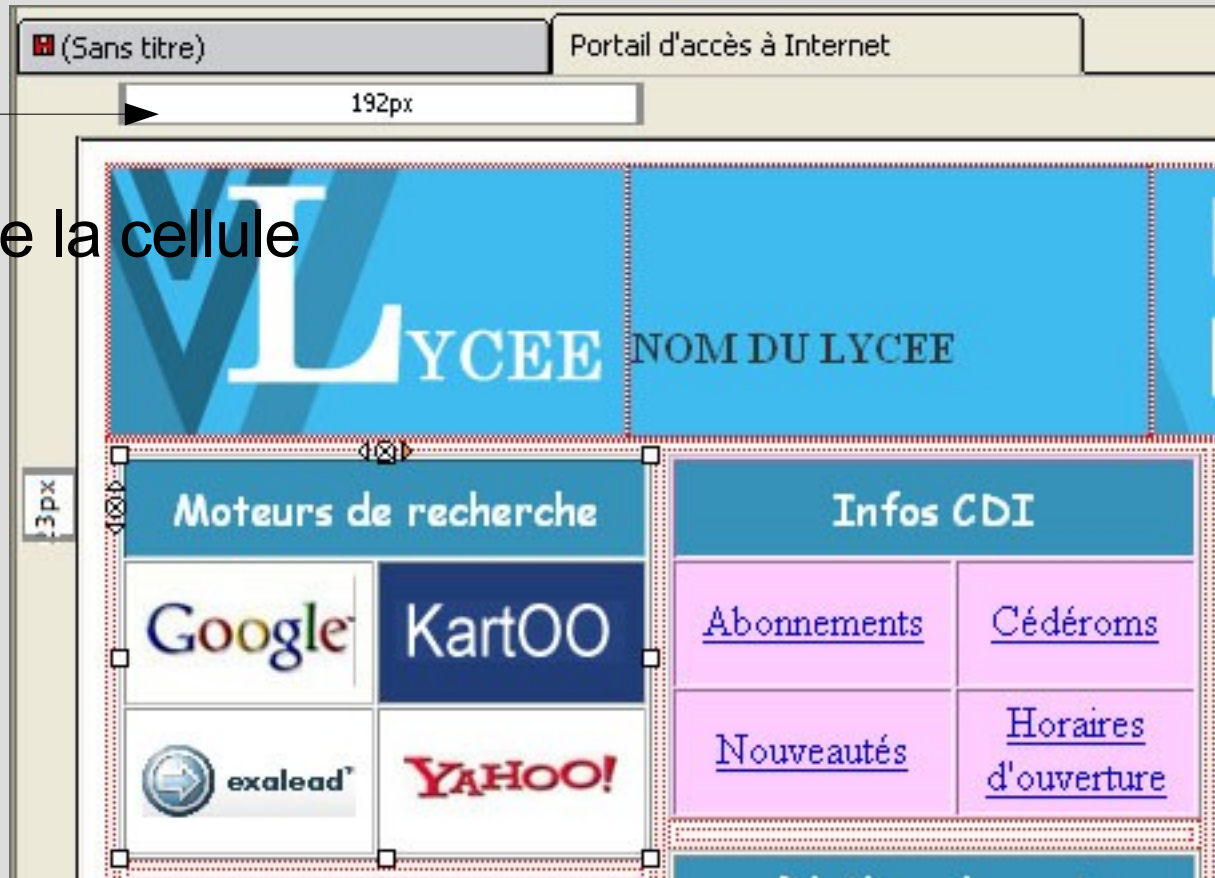 (Sans titre)
Portail d'accès à Internet
192px
e la cellule
LYCEE
NOM DU LYCEE
3px
Moteurs de recherche
Infos CDI
Google
KartOO
Abonnements
Cédéroms
exalead
YAHOO!
Nouveautés
Horaires
d'ouverture